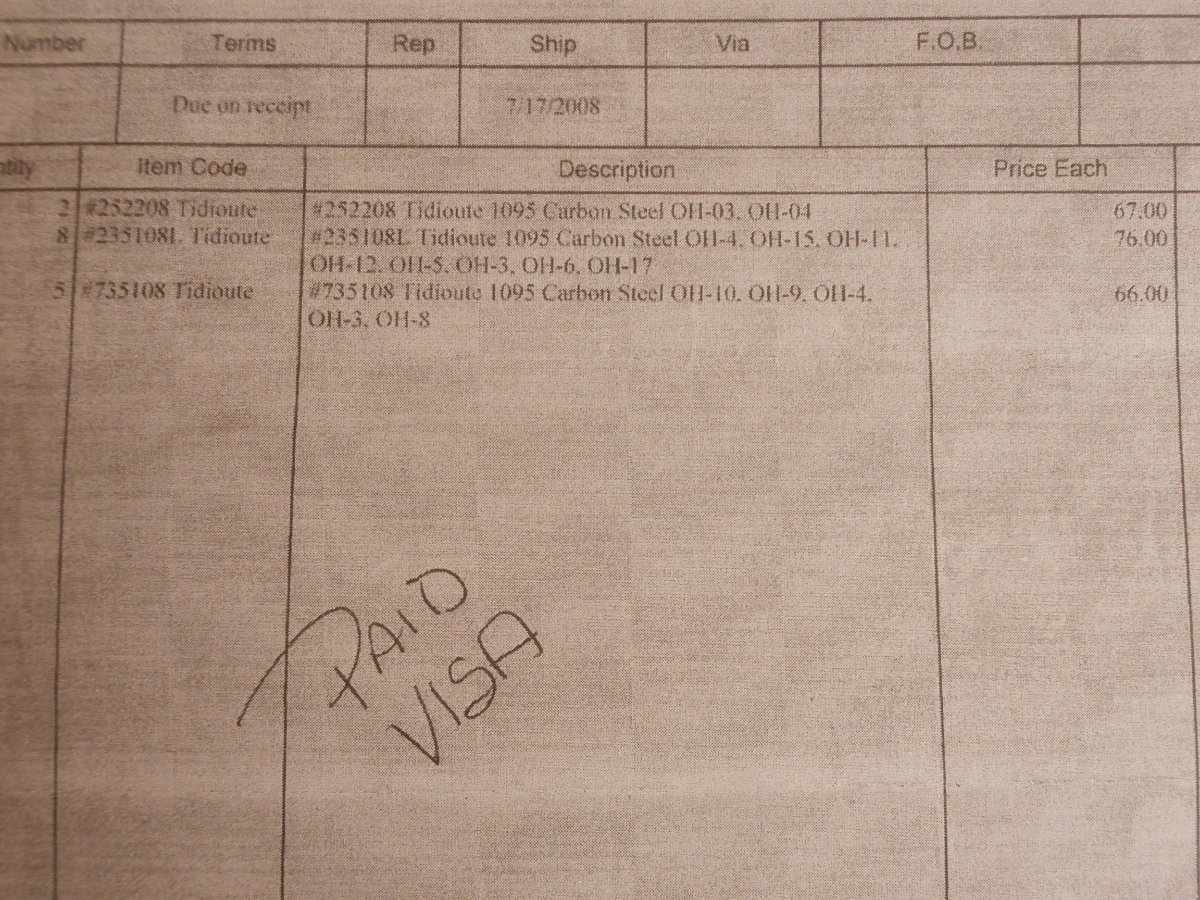 Number Terms Rep Ship Via F.O.B.
Due on receipt 7/17/2008
ntity Item Code Description Price Each
2 #252208 Tidioute #252208 Tidioute 1095 Carbon Steel OH-03, OH-04 67.00
8 #235108L Tidioute #235108L Tidioute 1095 Carbon Steel OH-4, OH-15, OH-11,
OH-12, OH-5, OH-3, OH-6, OH-17 76.00
5 #735108 Tidioute #735108 Tidioute 1095 Carbon Steel OH-10, OH-9, OH-4,
OH-3, OH-8 66.00
PAID
VISA